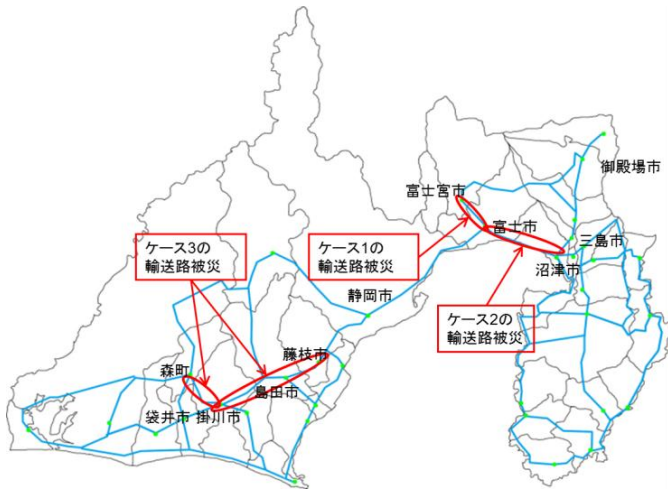 御殿場市
富士宮市
富士市
ケース3の
輸送路被災
ケース1の
輸送路被災
三島市
沼津市
静岡市
ケース2の
輸送路被災
藤枝市
森町
島田市
袋井市
掛川市